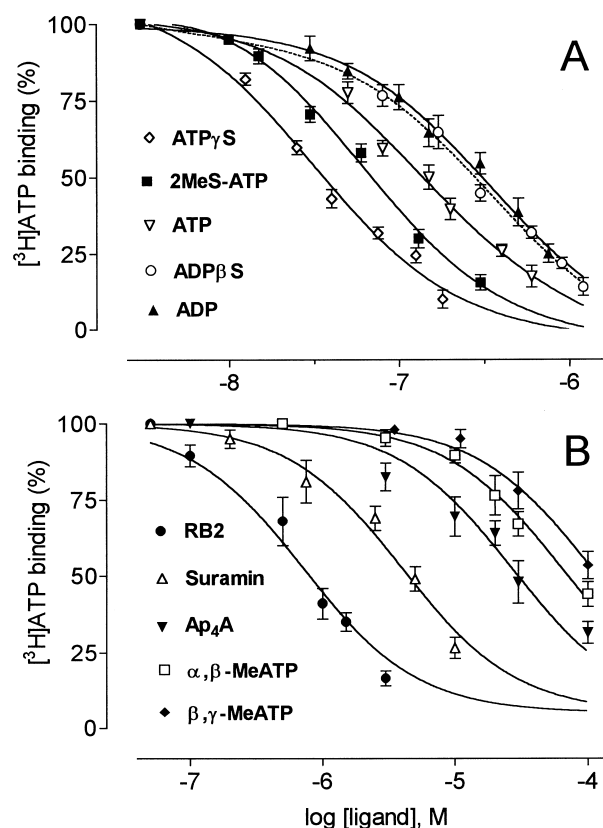 A
[³H]ATP binding (%)
100
75
50
25
0
ATPγS
2MeS-ATP
ATP
ADPβS
ADP
-8
-7
-6
B
[³H]ATP binding (%)
100
75
50
25
0
RB2
Suramin
Ap₄A
α,β-MeATP
β,γ-MeATP
-7
-6
-5
-4
log [ligand], M